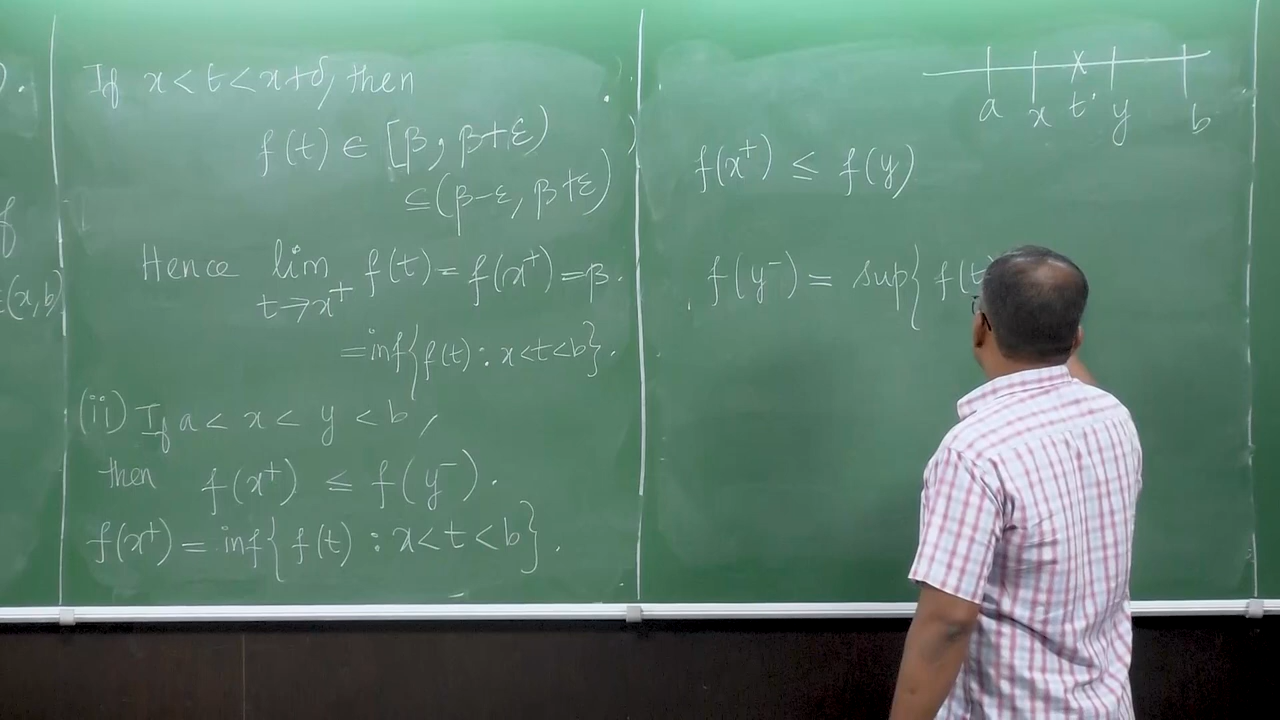 ).
f
∈(x,b)
If x < t < x+δ, then
f(t) ∈ [β, β+ε)
⊆(β-ε, β+ε)
Hence lim f(t) = f(x⁺) = β.
t→x⁺
= inf{f(t) : x<t<b}.
(ii) If a < x < y < b,
then f(x⁺) ≤ f(y⁻).
f(x⁺) = inf{f(t) : x<t<b}.
a x t y b
f(x⁺) ≤ f(y)
f(y⁻) = sup{ f(t)